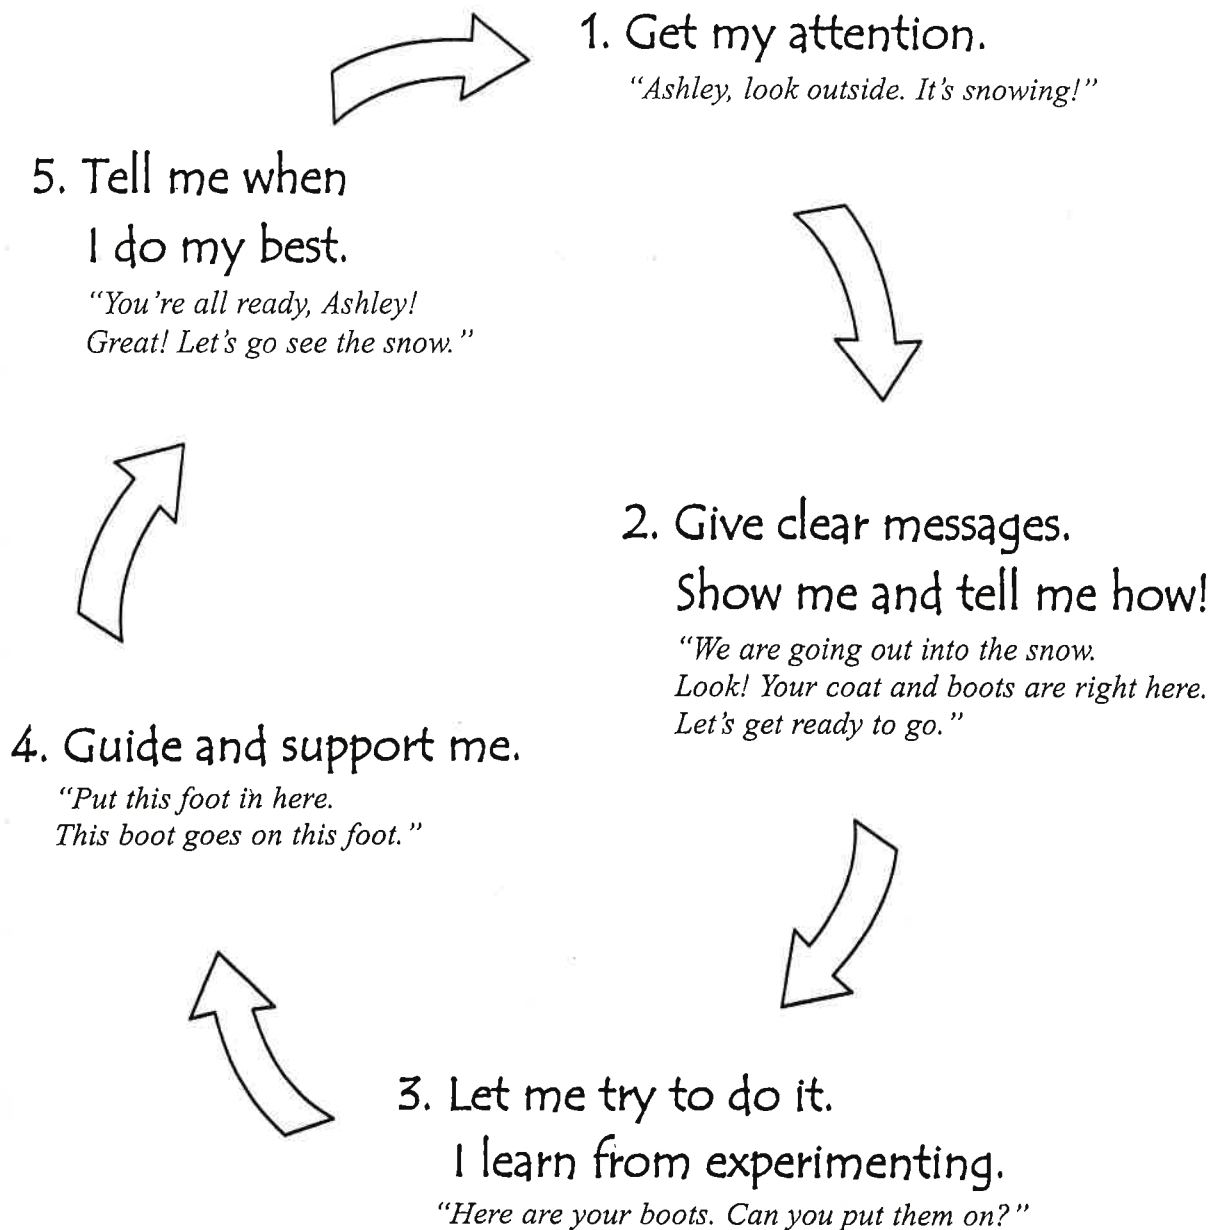 1. Get my attention.
"Ashley, look outside. It's snowing!"
2. Give clear messages.
Show me and tell me how!
"We are going out into the snow.
Look! Your coat and boots are right here.
Let's get ready to go."
3. Let me try to do it.
I learn from experimenting.
"Here are your boots. Can you put them on?"
4. Guide and support me.
"Put this foot in here.
This boot goes on this foot."
5. Tell me when
I do my best.
"You're all ready, Ashley!
Great! Let's go see the snow."